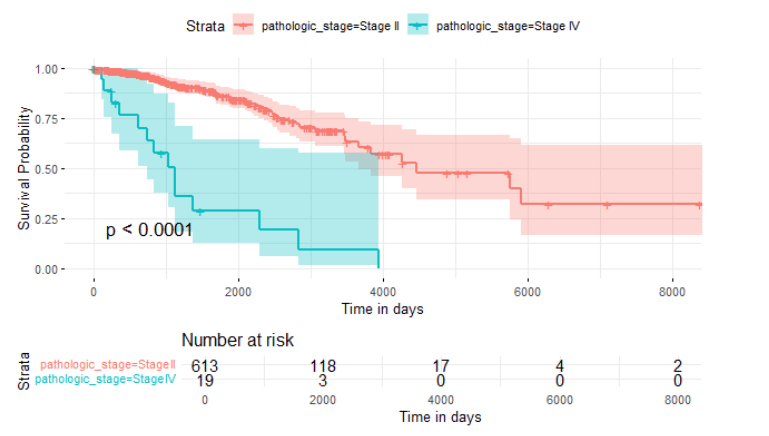 Strata pathologic_stage=Stage II pathologic_stage=Stage IV
Survival Probability
1.00
0.75
0.50
0.25
0.00
p < 0.0001
0 2000 4000 6000 8000
Time in days
Number at risk
Strata
pathologic_stage=Stage II 613 118 17 4 2
pathologic_stage=Stage IV 19 3 0 0 0
0 2000 4000 6000 8000
Time in days